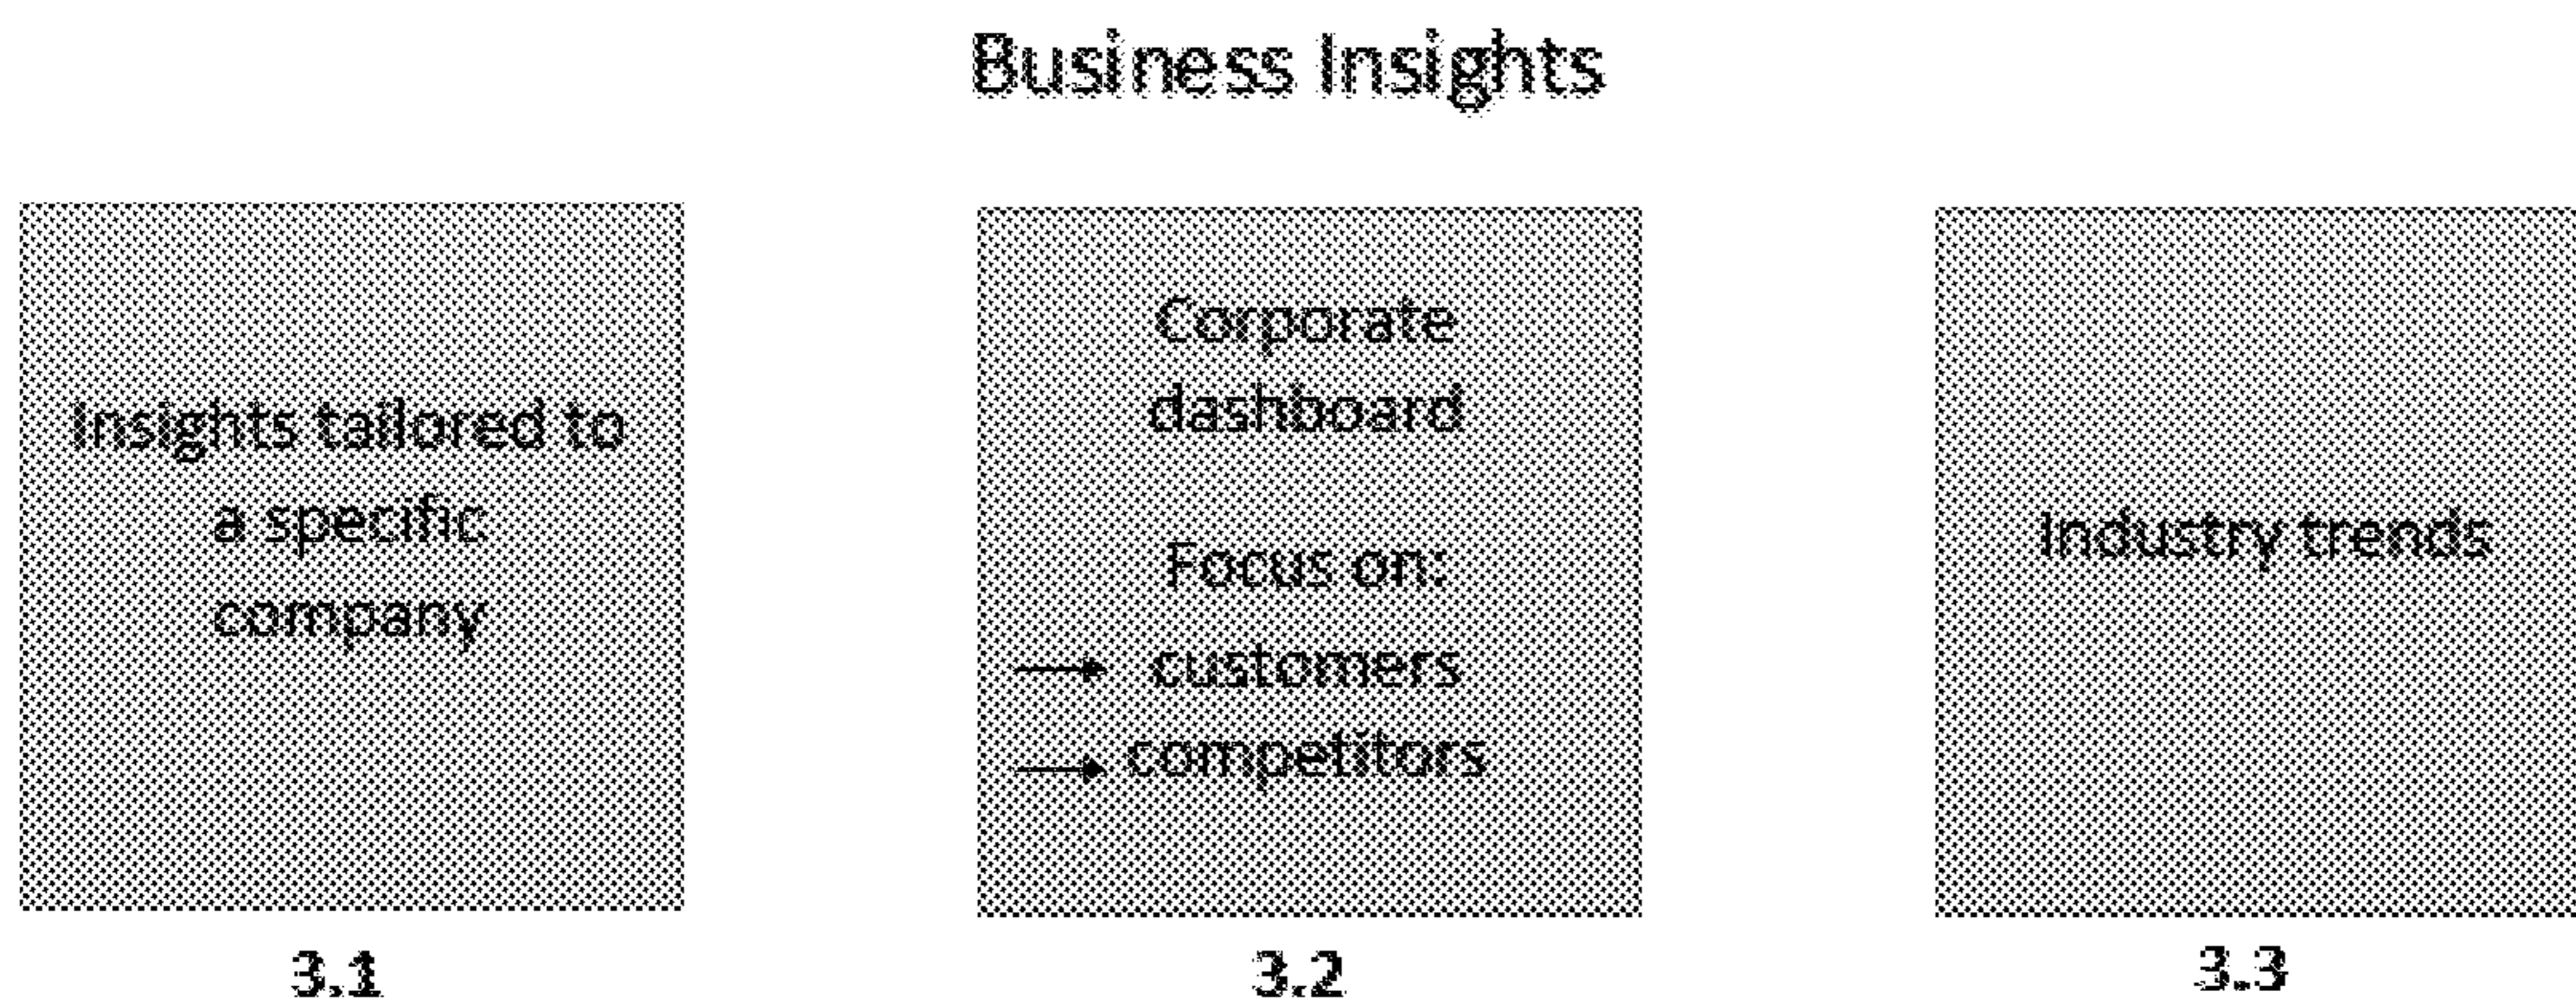 Business Insights
Insights tailored to
a specific
company
3.1
Corporate
dashboard
Focus on:
customers
competitors
3.2
Industry trends
3.3